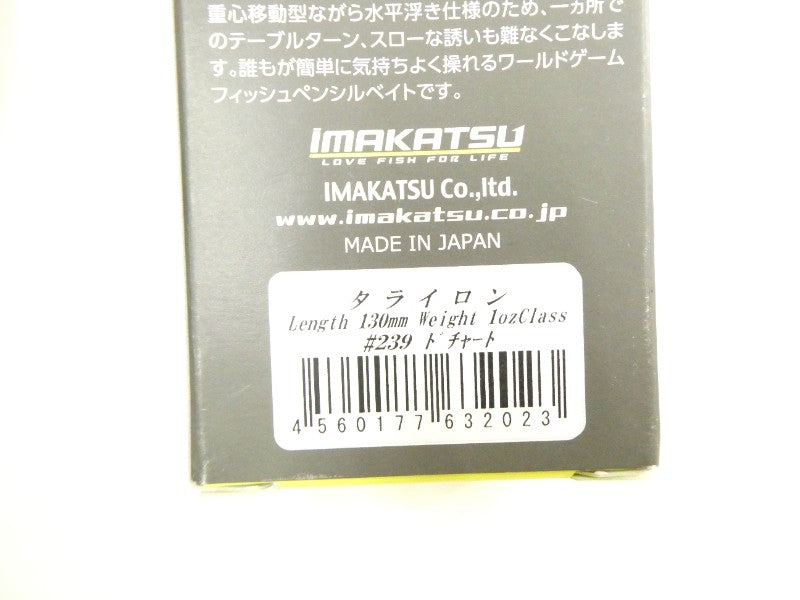 重心移動型ながら水平浮き仕様のため、一ヵ所で
のテーブルターン、スローな誘いも難なくこなしま
す。誰もが簡単に気持ちよく操れるワールドゲーム
フィッシュペンシルベイトです。
imakatsu
LOVE FISH FOR LIFE
IMAKATSU Co.,ltd.
www.imakatsu.co.jp
MADE IN JAPAN
タライロン
Length 130mm Weight 1ozClass
#239 ドチャート
4 560177 632023